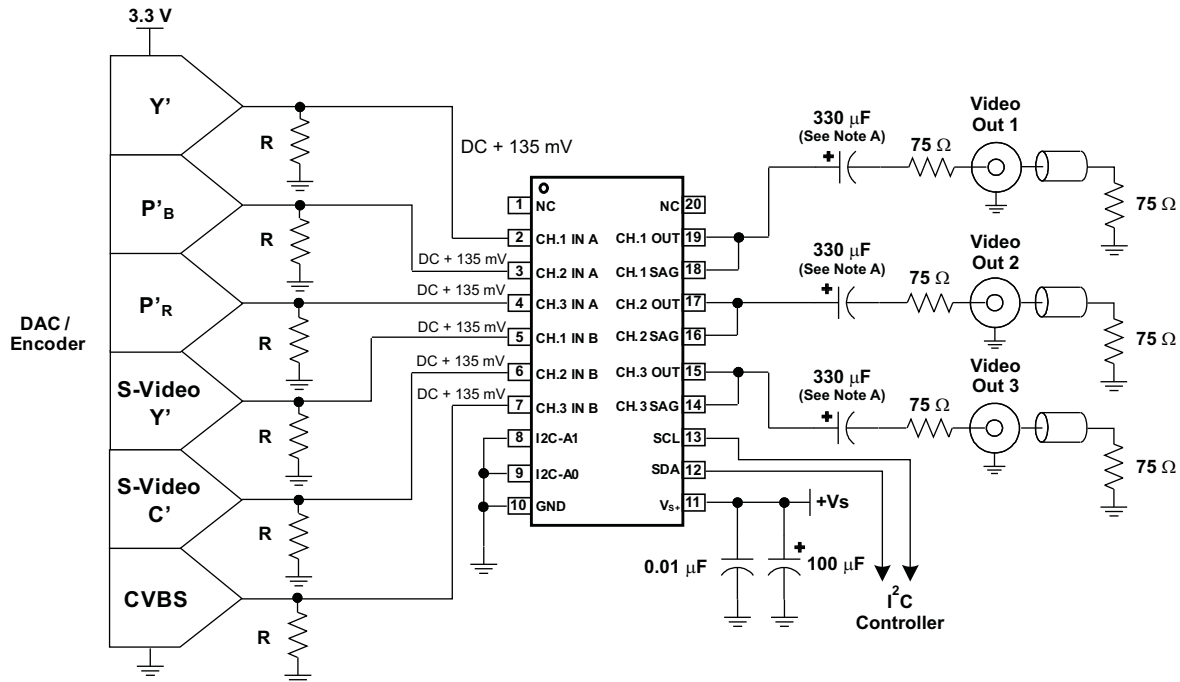 3.3 V
Y'
P'B
P'R
DAC /
Encoder
S-Video
Y'
S-Video
C'
CVBS
R
R
R
R
R
R
DC + 135 mV
DC + 135 mV
DC + 135 mV
DC + 135 mV
DC + 135 mV
DC + 135 mV
1 NC
2 CH.1 IN A
3 CH.2 IN A
4 CH.3 IN A
5 CH.1 IN B
6 CH.2 IN B
7 CH.3 IN B
8 I2C-A1
9 I2C-A0
10 GND
NC 20
CH.1 OUT 19
CH.1 SAG 18
CH.2 OUT 17
CH.2 SAG 16
CH.3 OUT 15
CH.3 SAG 14
SCL 13
SDA 12
VS+ 11
330 μF
(See Note A)
75 Ω
Video
Out 1
75 Ω
330 μF
(See Note A)
75 Ω
Video
Out 2
75 Ω
330 μF
(See Note A)
75 Ω
Video
Out 3
75 Ω
+Vs
+
0.01 μF
100 μF
I2C
Controller